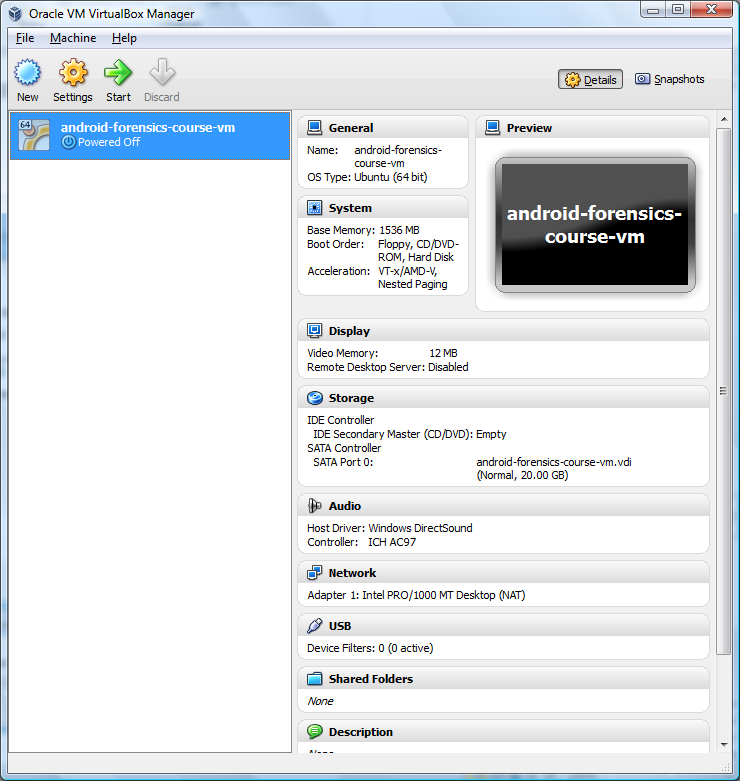 Oracle VM VirtualBox Manager
File Machine Help
New Settings Start Discard
Details Snapshots
64
android-forensics-course-vm
Powered Off
General
Name: android-forensics-
course-vm
OS Type: Ubuntu (64 bit)
System
Base Memory: 1536 MB
Boot Order: Floppy, CD/DVD-
ROM, Hard Disk
Acceleration: VT-x/AMD-V,
Nested Paging
Preview
android-forensics-
course-vm
Display
Video Memory: 12 MB
Remote Desktop Server: Disabled
Storage
IDE Controller
IDE Secondary Master (CD/DVD): Empty
SATA Controller
SATA Port 0: android-forensics-course-vm.vdi
(Normal, 20.00 GB)
Audio
Host Driver: Windows DirectSound
Controller: ICH AC97
Network
Adapter 1: Intel PRO/1000 MT Desktop (NAT)
USB
Device Filters: 0 (0 active)
Shared Folders
None
Description
None